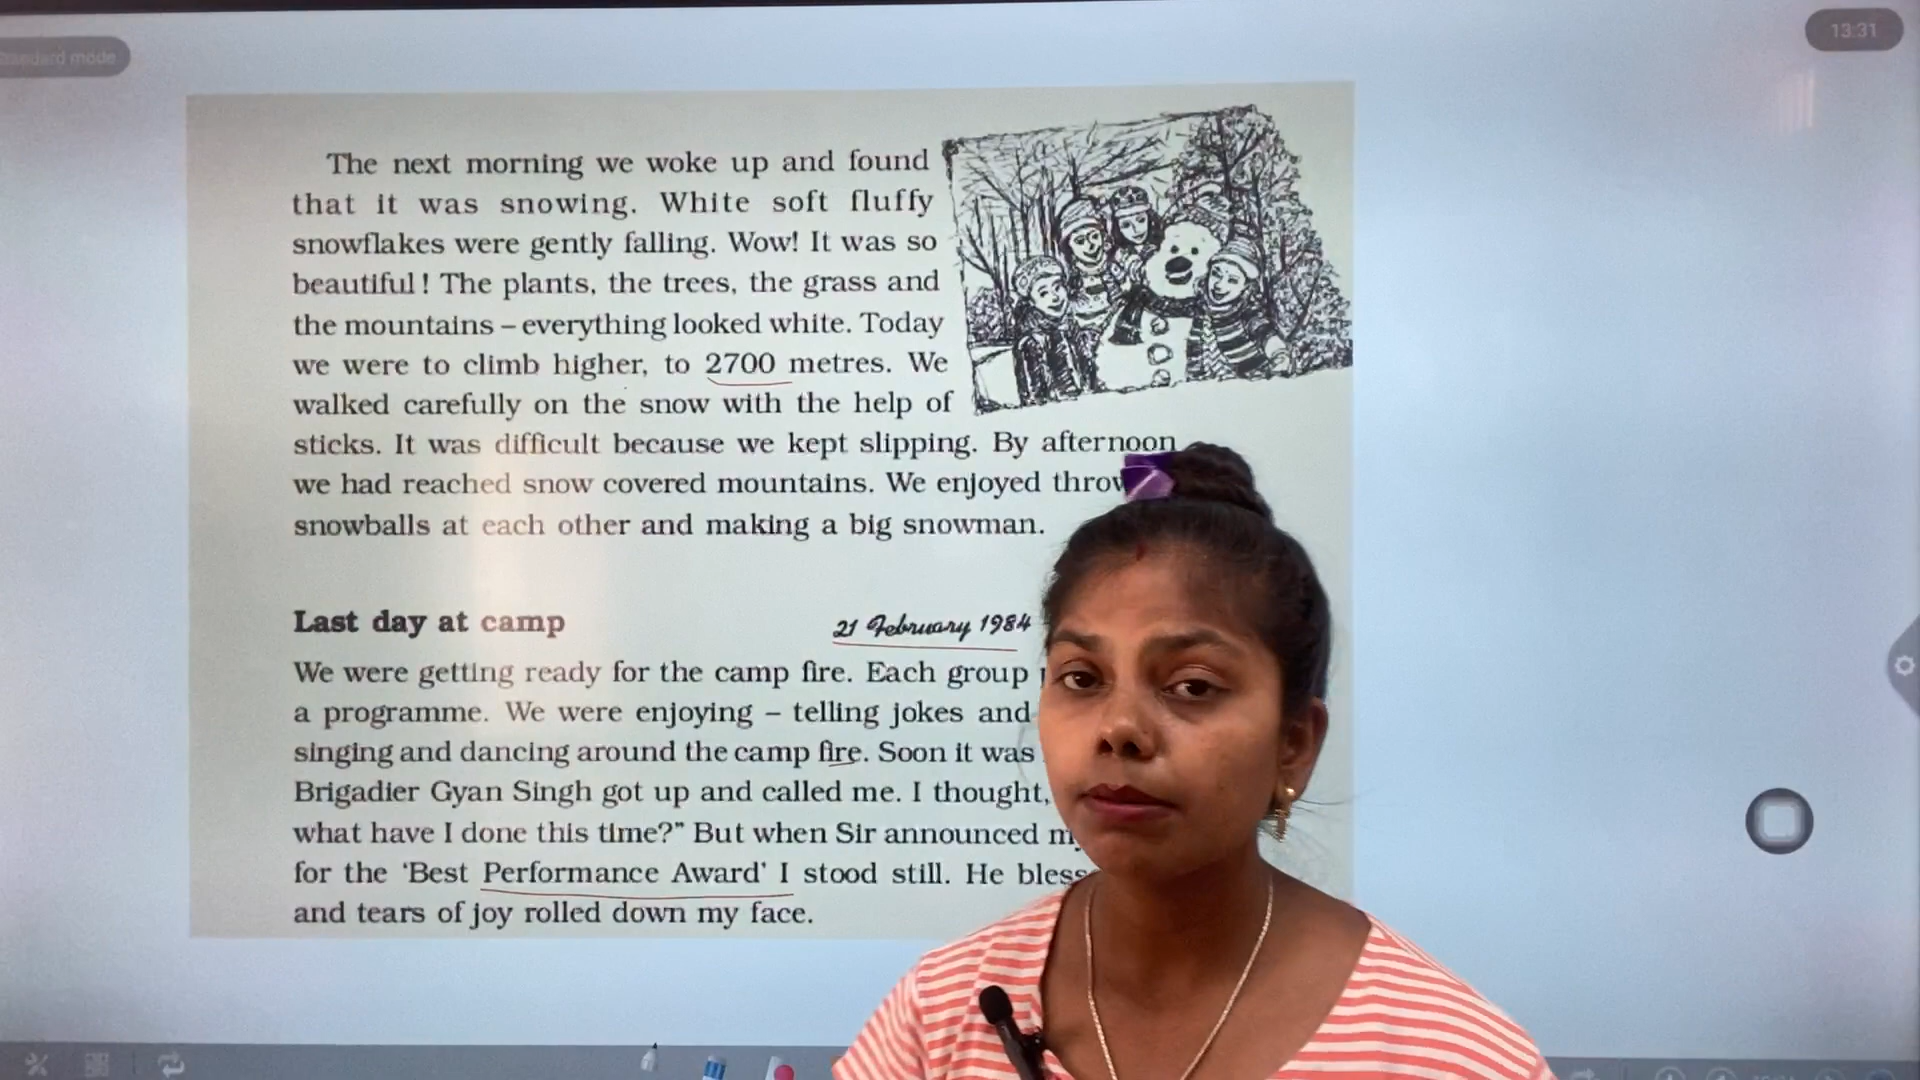 Standard mode
13:31
The next morning we woke up and found
that it was snowing. White soft fluffy
snowflakes were gently falling. Wow! It was so
beautiful! The plants, the trees, the grass and
the mountains – everything looked white. Today
we were to climb higher, to 2700 metres. We
walked carefully on the snow with the help of
sticks. It was difficult because we kept slipping. By afternoon
we had reached snow covered mountains. We enjoyed
snowballs at each other and making a big snowman.
Last day at camp
21 February 1984
We were getting ready for the camp fire. Each group
a programme. We were enjoying – telling jokes and
singing and dancing around the camp fire. Soon it was
Brigadier Gyan Singh got up and called me. I thought,
what have I done this time?" But when Sir announced
for the 'Best Performance Award' I stood still. He
and tears of joy rolled down my face.